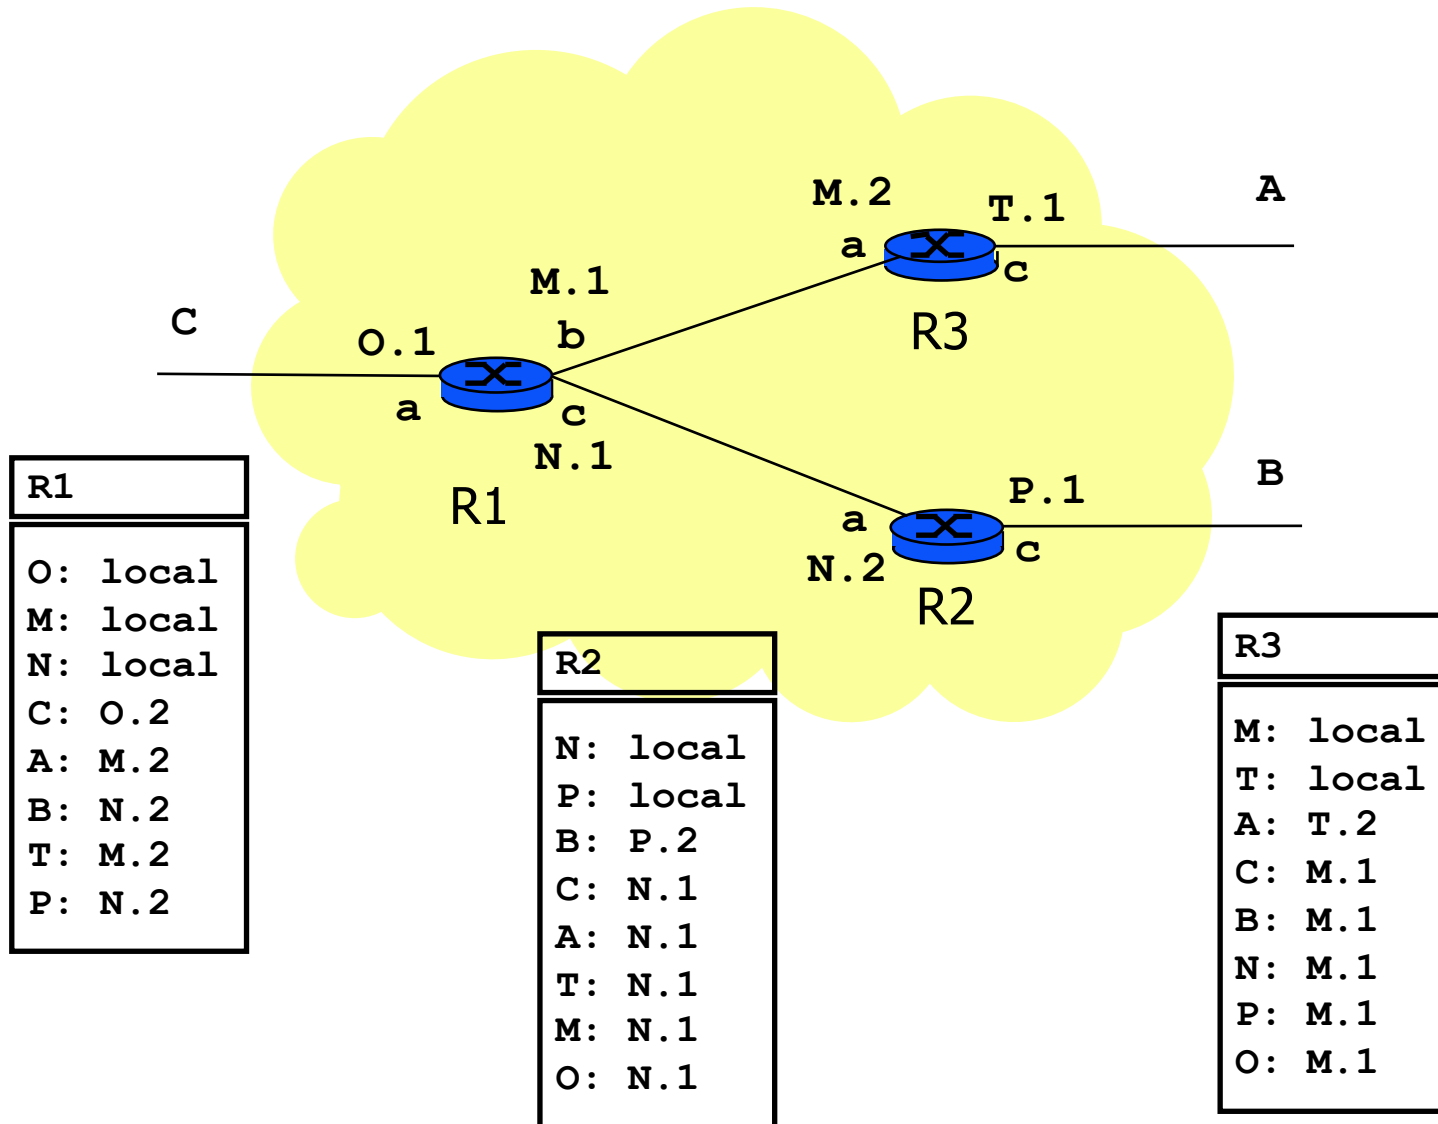 M.2
T.1
A
a
c
R3
M.1
b
C
O.1
a
c
N.1
R1
P.1
B
a
c
N.2
R2
R1
O: local
M: local
N: local
C: O.2
A: M.2
B: N.2
T: M.2
P: N.2
R2
N: local
P: local
B: P.2
C: N.1
A: N.1
T: N.1
M: N.1
O: N.1
R3
M: local
T: local
A: T.2
C: M.1
B: M.1
N: M.1
P: M.1
O: M.1